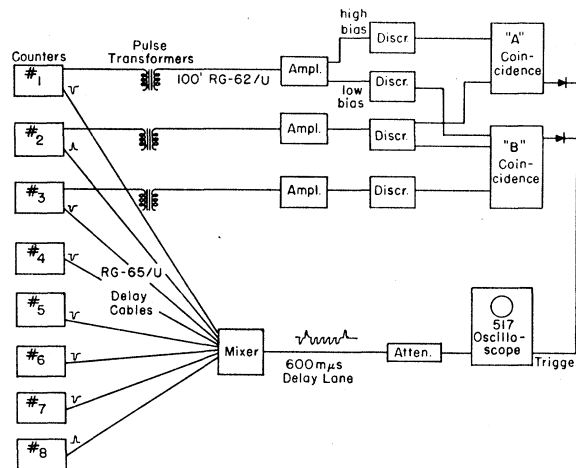 Counters
Pulse
Transformers
high
bias
Discr.
"A"
Coin-
cidence
#1
100' RG-62/U
Ampl.
low
bias
Discr.
#2
Ampl.
Discr.
"B"
Coin-
cidence
#3
Ampl.
Discr.
#4
RG-65/U
Delay
Cables
#5
517
Oscillo-
scope
Mixer
Atten.
Trigge
#6
600 mμs
Delay Lane
#7
#8